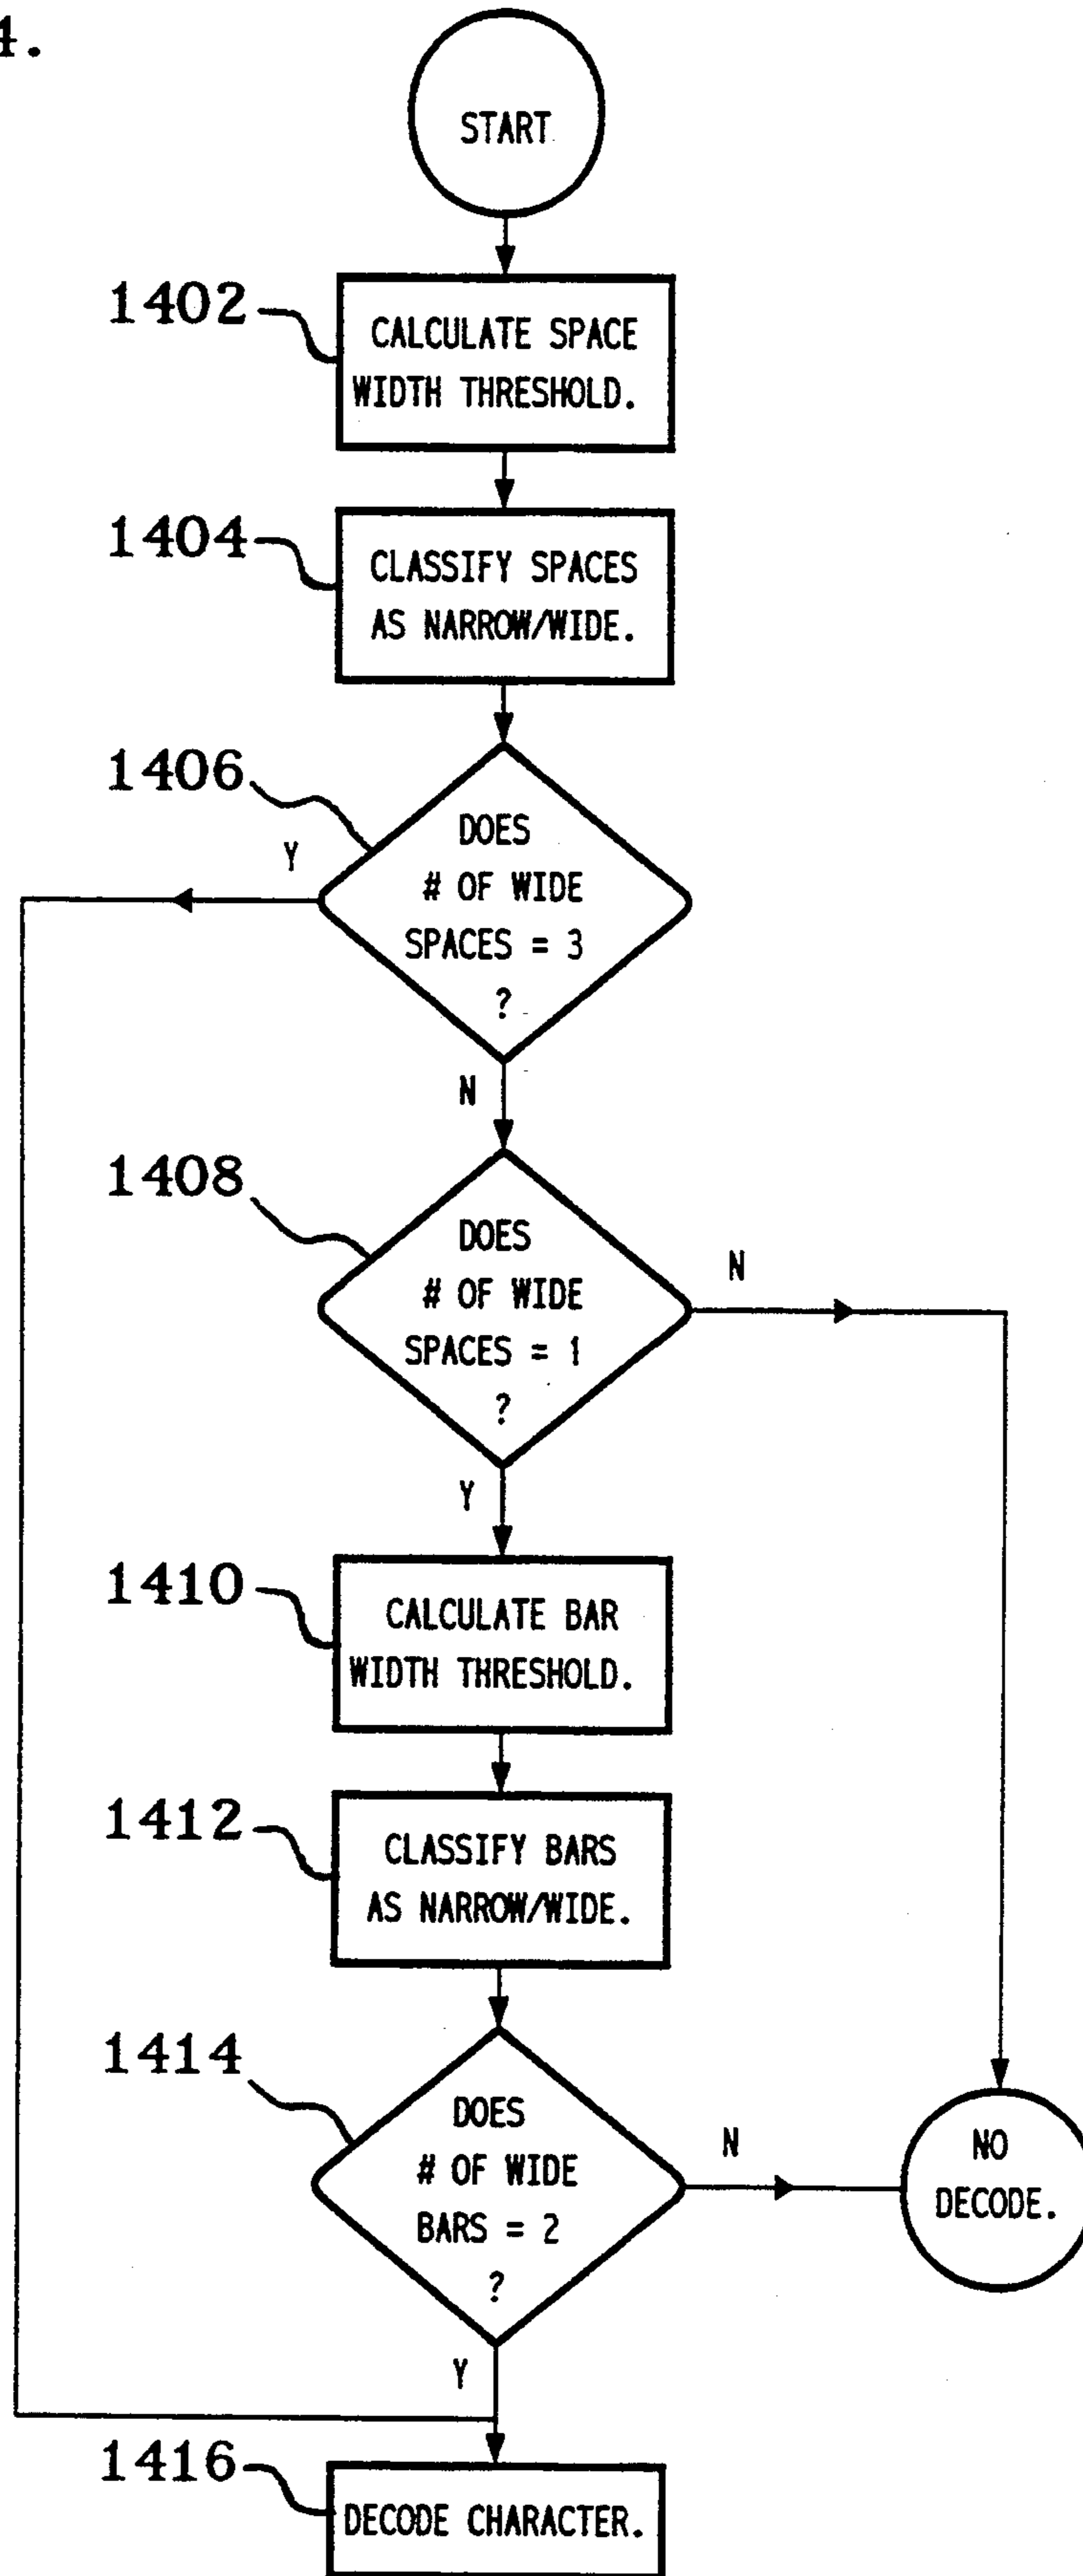 4.
START
1402
CALCULATE SPACE
WIDTH THRESHOLD.
1404
CLASSIFY SPACES
AS NARROW/WIDE.
1406
Y
DOES
# OF WIDE
SPACES = 3
?
N
1408
DOES
# OF WIDE
SPACES = 1
?
N
Y
1410
CALCULATE BAR
WIDTH THRESHOLD.
1412
CLASSIFY BARS
AS NARROW/WIDE.
1414
DOES
# OF WIDE
BARS = 2
?
N
NO
DECODE.
Y
1416
DECODE CHARACTER.